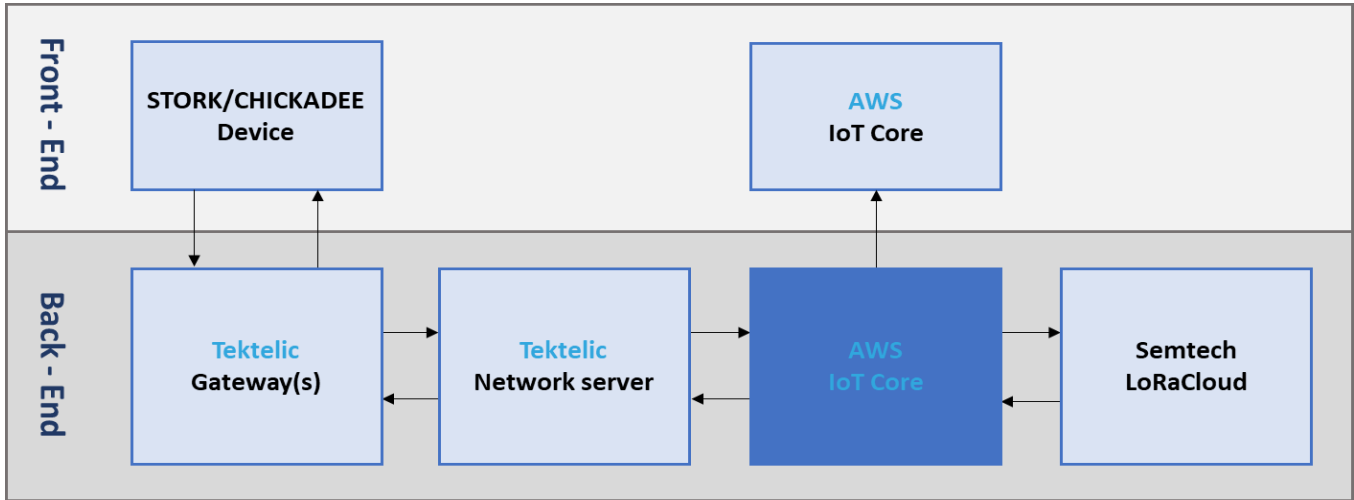 Front - End
STORK/CHICKADEE
Device
AWS
IoT Core
Back - End
Tektelic
Gateway(s)
Tektelic
Network server
AWS
IoT Core
Semtech
LoRaCloud